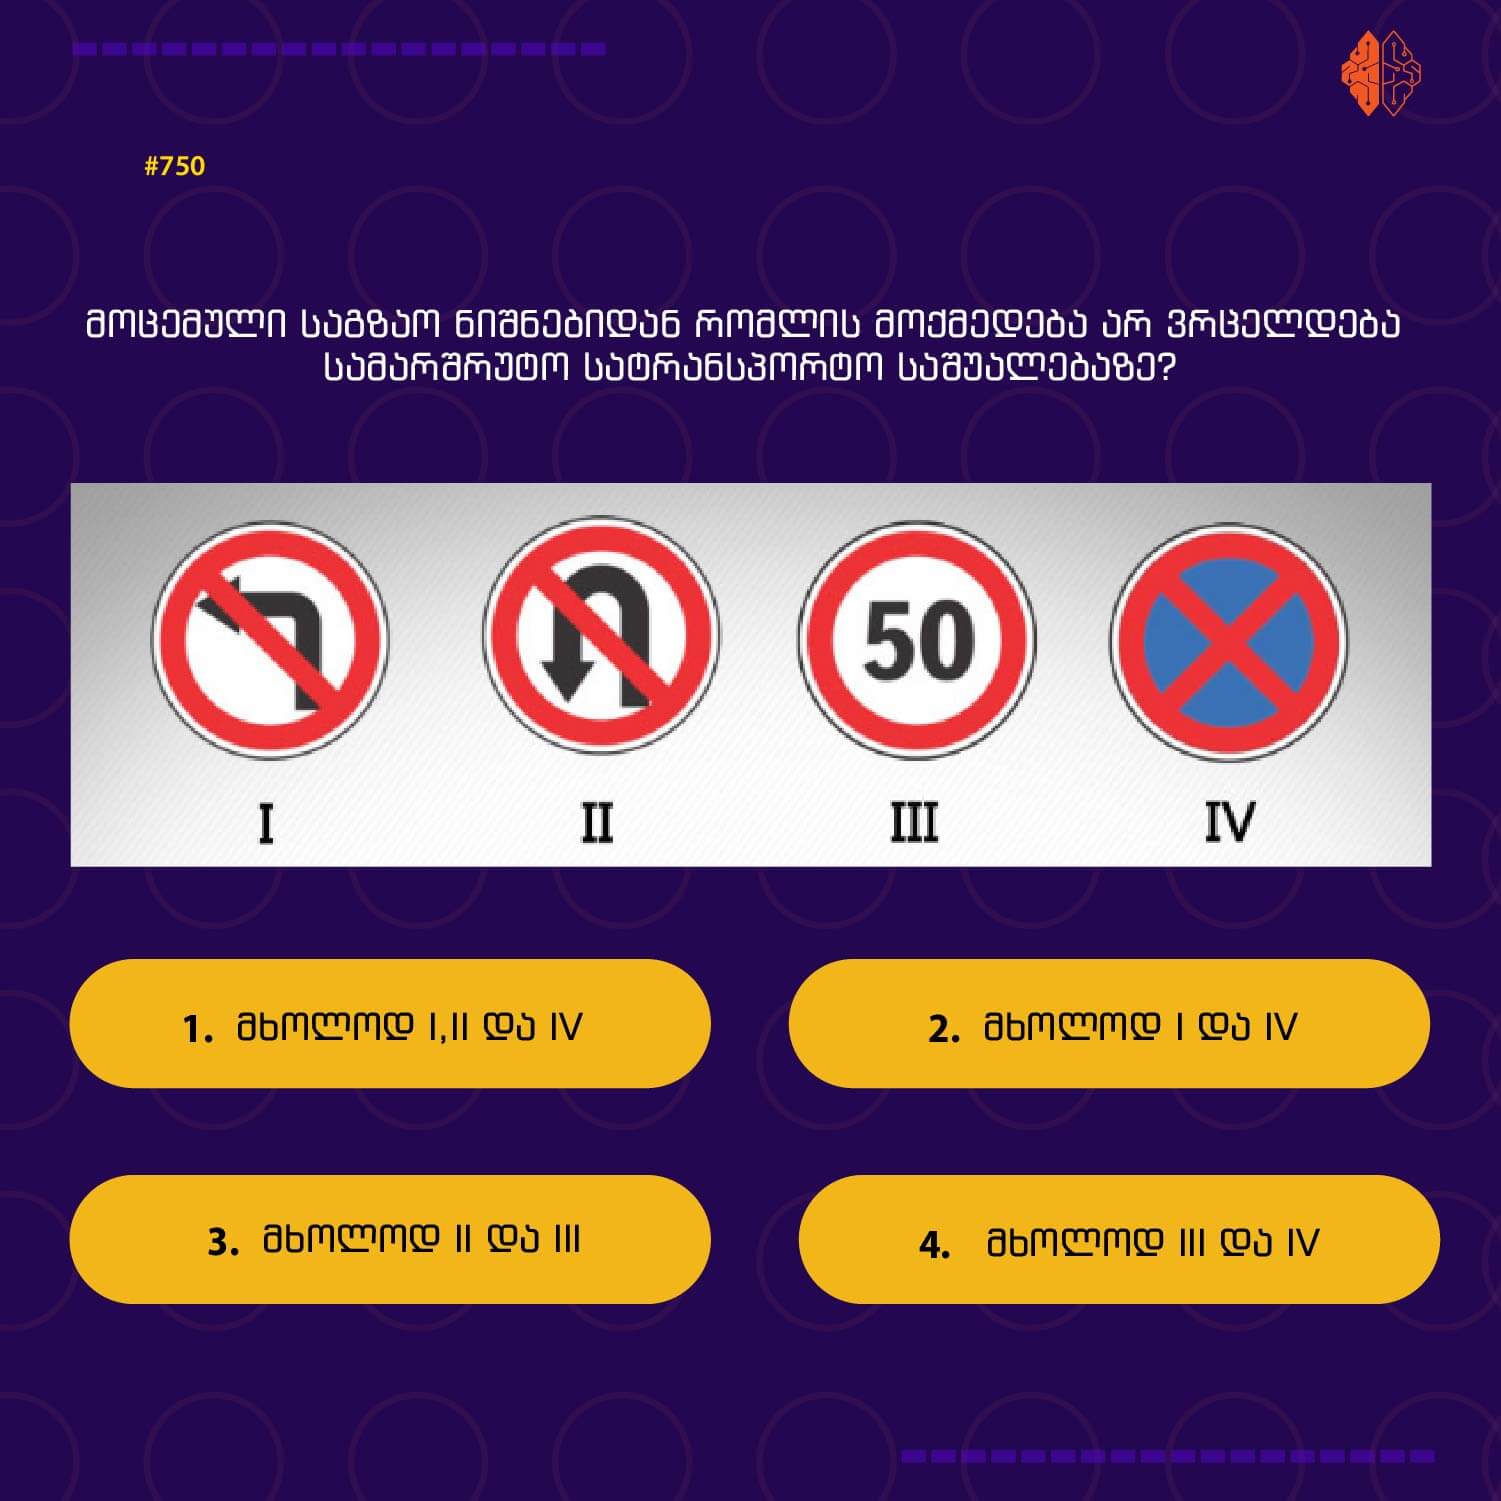 #750
მოცემული საგზაო ნიშნებიდან რომლის მოქმედება არ ვრცელდება
სამარშრუტო სატრანსპორტო საშუალებაზე?
50
I II III IV
1. მხოლოდ I,II და IV
2. მხოლოდ I და IV
3. მხოლოდ II და III
4. მხოლოდ III და IV